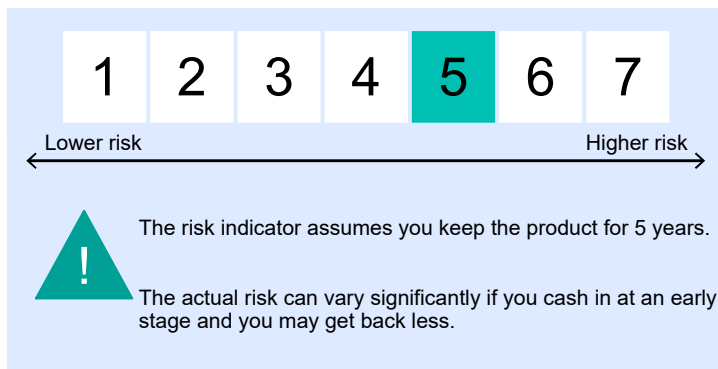 1 2 3 4 5 6 7
Lower risk Higher risk
!
The risk indicator assumes you keep the product for 5 years.
The actual risk can vary significantly if you cash in at an early
stage and you may get back less.